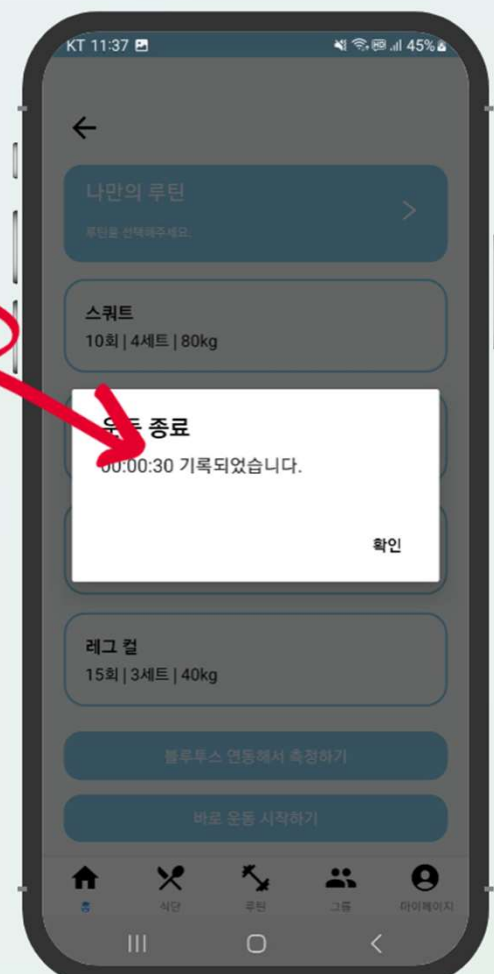 KT 11:37
45%
나만의 루틴
루틴을 선택해주세요.
스쿼트
10회 | 4세트 | 80kg
종료
00:00:30 기록되었습니다.
확인
레그 컬
15회 | 3세트 | 40kg
블루투스 연동해서 측정하기
바로 운동 시작하기
홈
식단
루틴
그룹
마이페이지